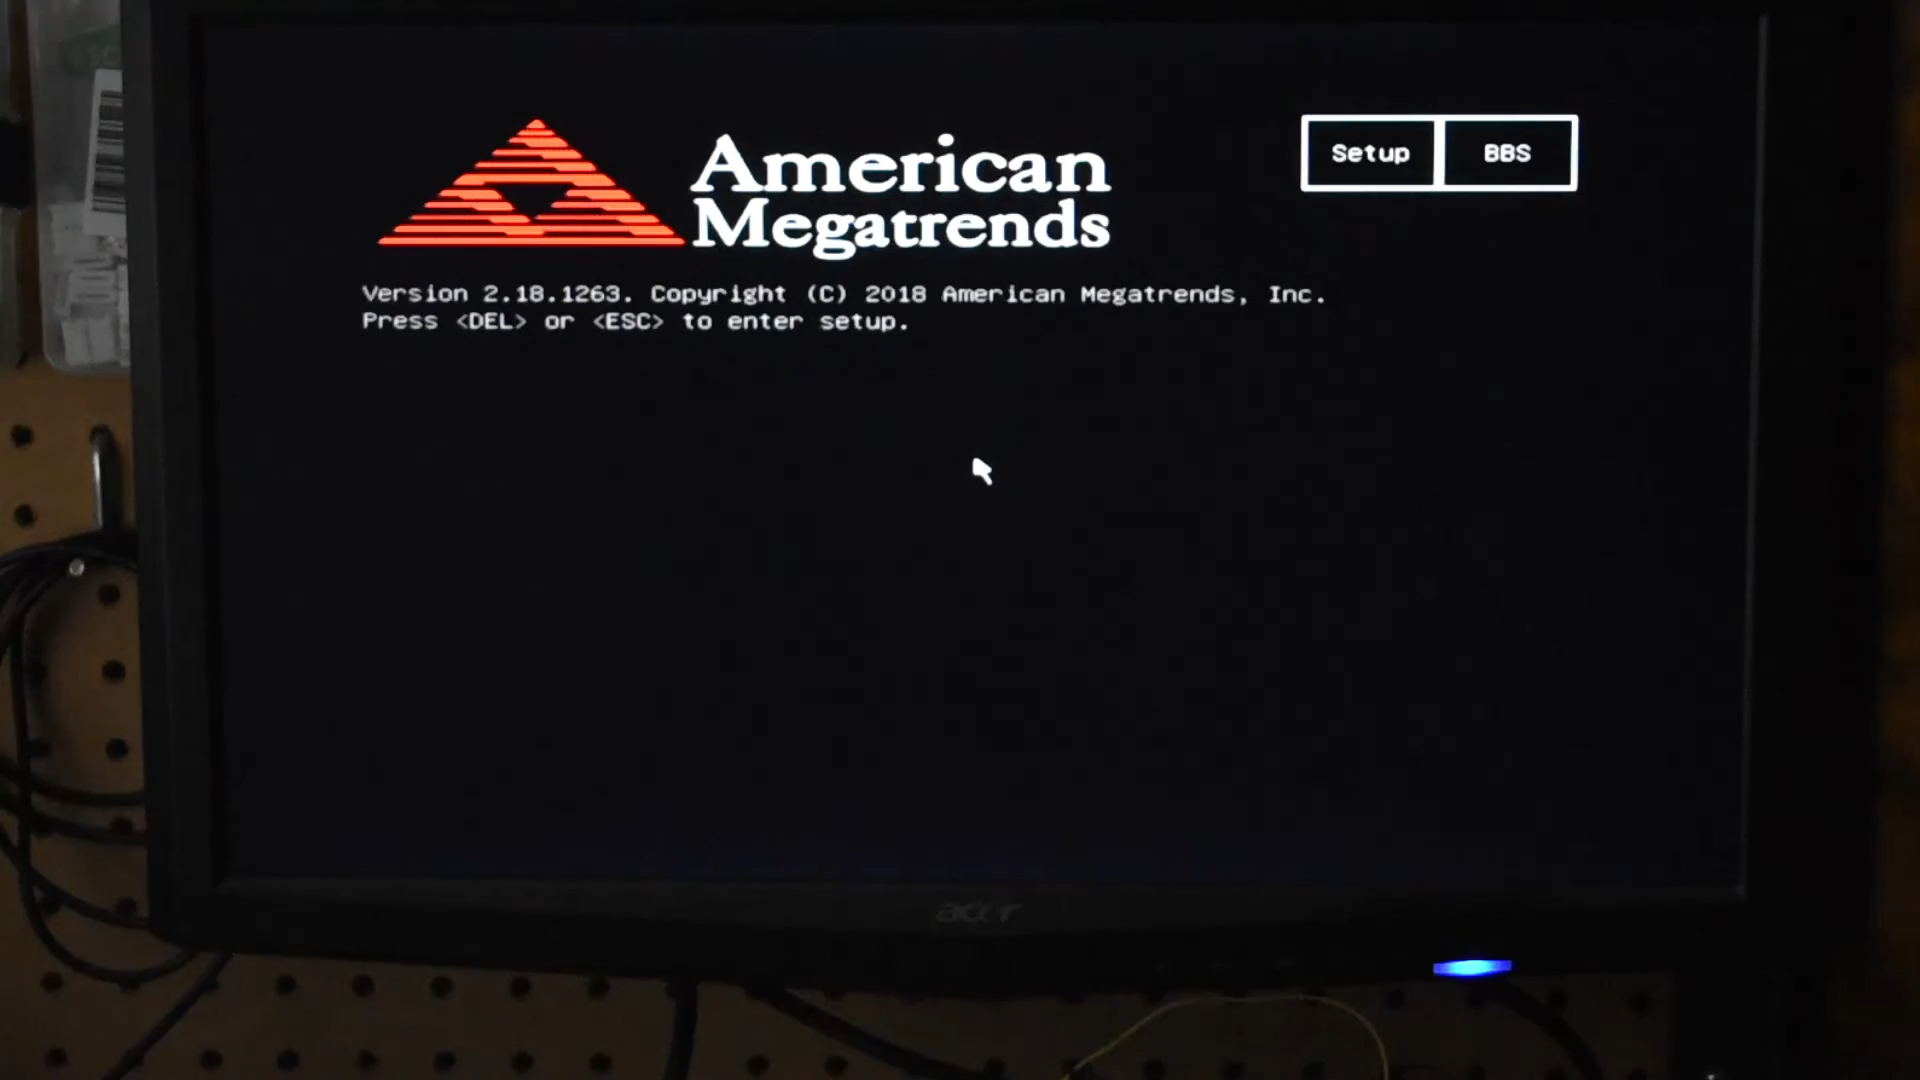 American
Megatrends
Setup
BBS
Version 2.18.1263. Copyright (C) 2018 American Megatrends, Inc.
Press <DEL> or <ESC> to enter setup.
acer